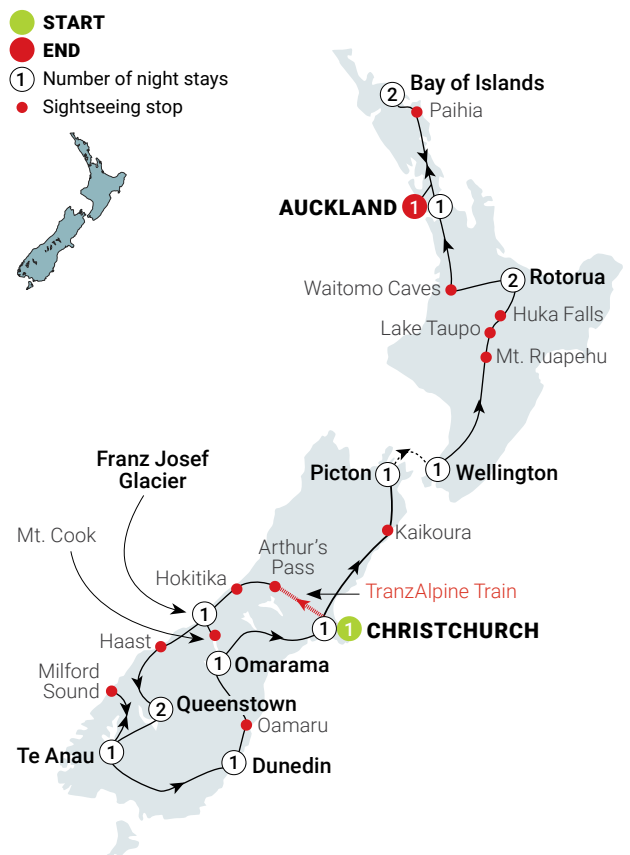 START
END
1 Number of night stays
Sightseeing stop
2 Bay of Islands
Paihia
AUCKLAND 1 1
Waitomo Caves
2 Rotorua
Huka Falls
Lake Taupo
Mt. Ruapehu
Franz Josef
Glacier
Picton 1
1 Wellington
Mt. Cook
Kaikoura
Arthur's
Pass
Hokitika
TranzAlpine Train
1
1 1 CHRISTCHURCH
Haast
1 Omarama
Milford
Sound
2 Queenstown
Oamaru
Te Anau 1
1 Dunedin